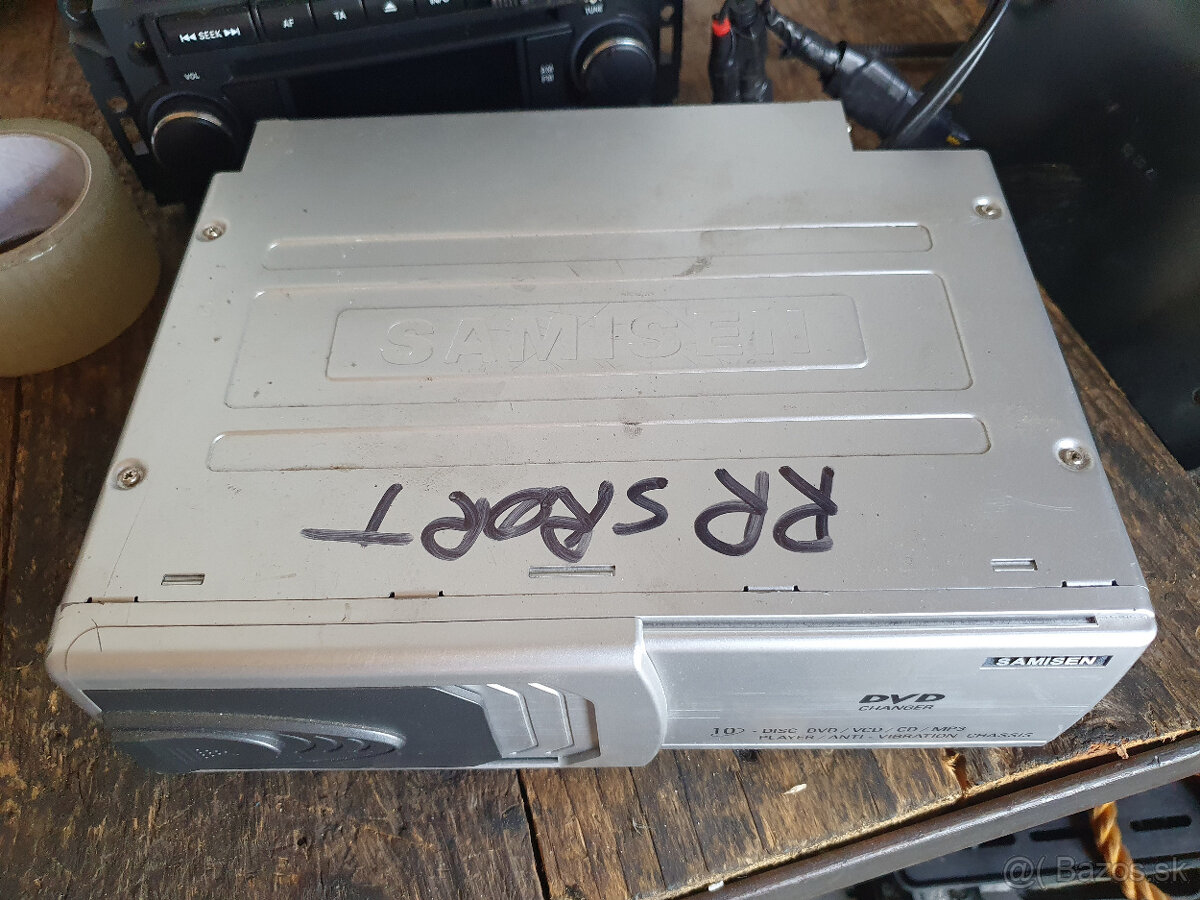 ⏮ SEEK ⏭ AF TA
VOL
SAMISEN
RR SPORT
SAMISEN
DVD
CHANGER
10 - DISC DVD / VCD / CD / MP3
PLAYER / ANTI - VIBRATION CHASSIS
@( Bazos.sk